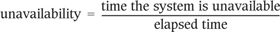 unavailability = time the system is unavailable
elapsed time